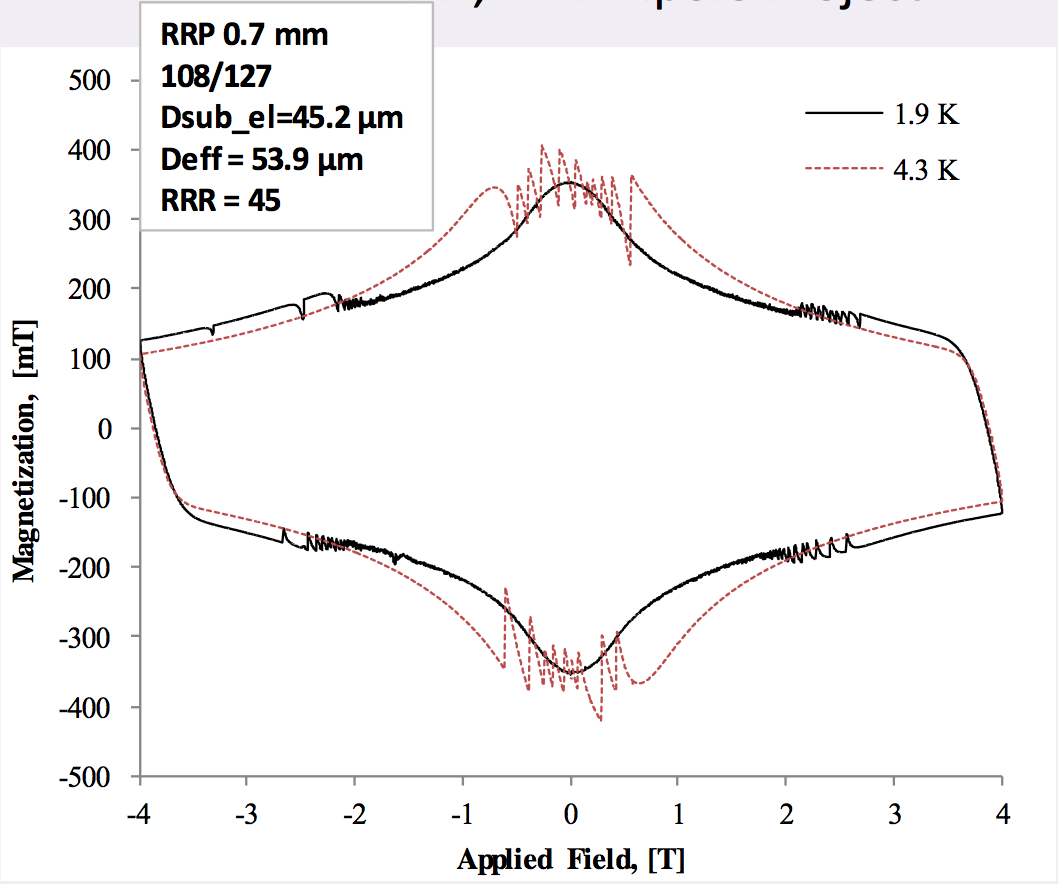 RRP 0.7 mm
108/127
Dsub_el=45.2 µm
Deff = 53.9 µm
RRR = 45
1.9 K
4.3 K
500
400
300
200
100
0
-100
-200
-300
-400
-500
Magnetization, [mT]
-4 -3 -2 -1 0 1 2 3 4
Applied Field, [T]